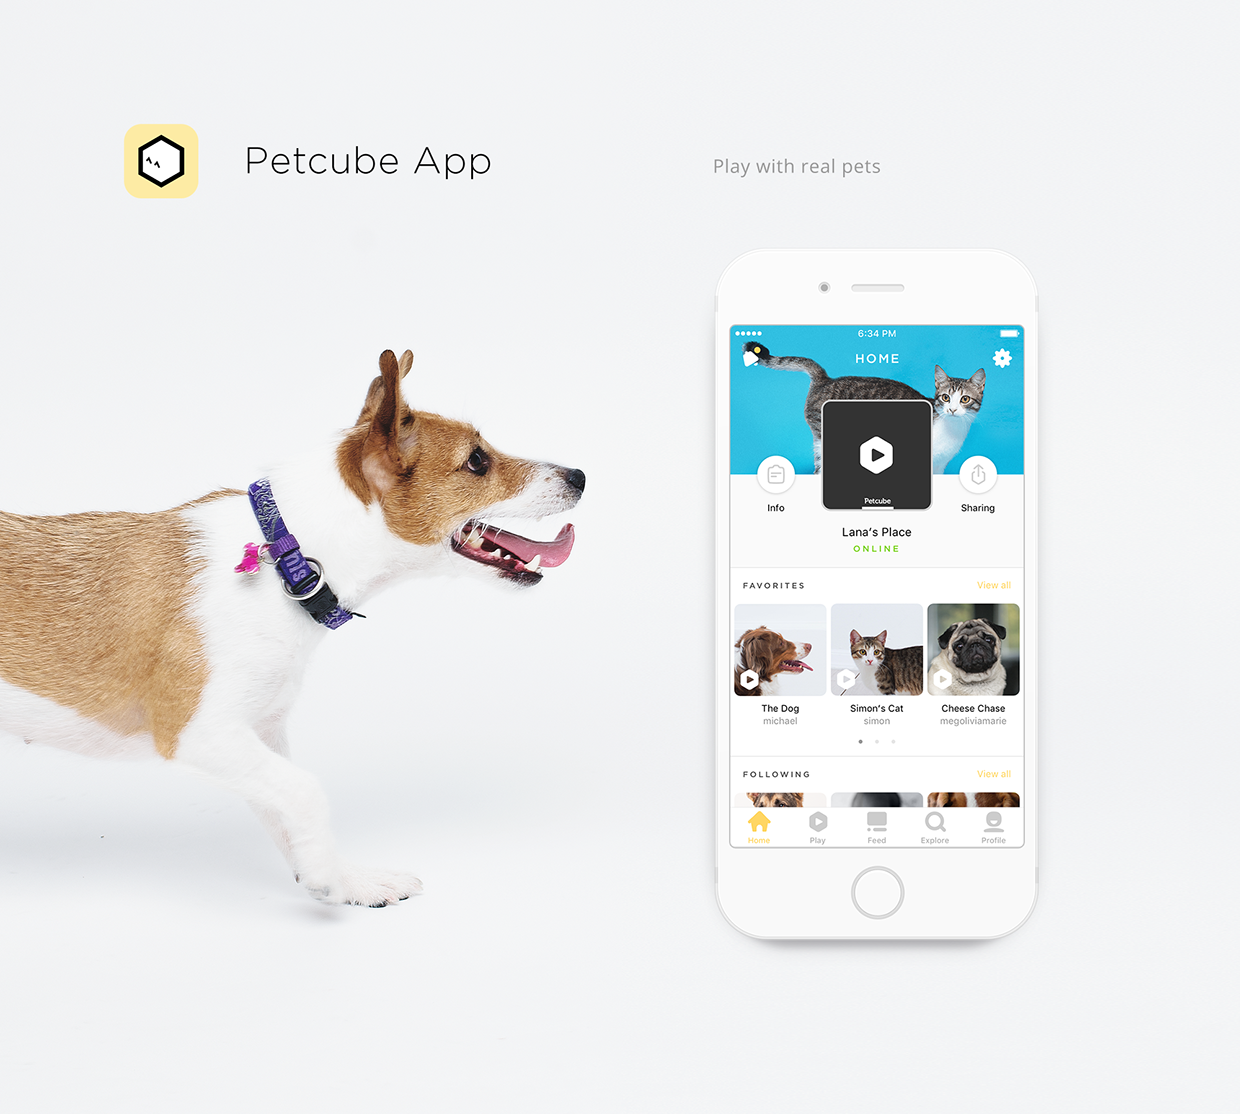 Petcube App
Play with real pets
6:34 PM
HOME
Petcube
Info
Sharing
Lana's Place
ONLINE
FAVORITES
View all
The Dog
Simon's Cat
Cheese Chase
michael
simon
megoliviamarie
FOLLOWING
View all
Home
Play
Feed
Explore
Profile